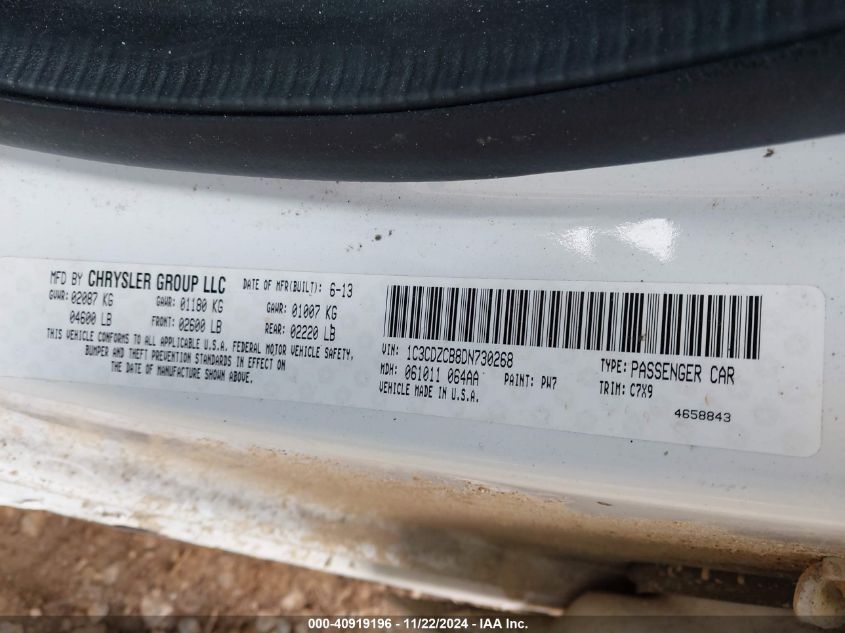 MFD BY CHRYSLER GROUP LLC DATE OF MFR(BUILT): 6-13
GVWR: 02087 KG GAWR: 01180 KG GAWR: 01007 KG
04600 LB FRONT: 02600 LB REAR: 02220 LB
THIS VEHICLE CONFORMS TO ALL APPLICABLE U.S.A. FEDERAL MOTOR VEHICLE SAFETY,
BUMPER AND THEFT PREVENTION STANDARDS IN EFFECT ON
THE DATE OF MANUFACTURE SHOWN ABOVE.
VIN: 1C3CDZCB8DN730268 TYPE: PASSENGER CAR
MDH: 061011 064AA PAINT: PW7 TRIM: C7X9
VEHICLE MADE IN U.S.A.
4658843
000-40919196 - 11/22/2024 - IAA Inc.